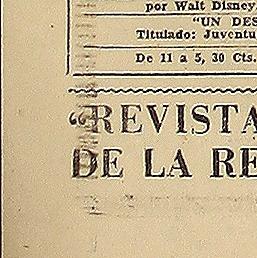 por Walt Disney.
"UN DES
Titulado: Juventu
De 11 a 5, 30 Cts.
"REVISTA
DE LA RE